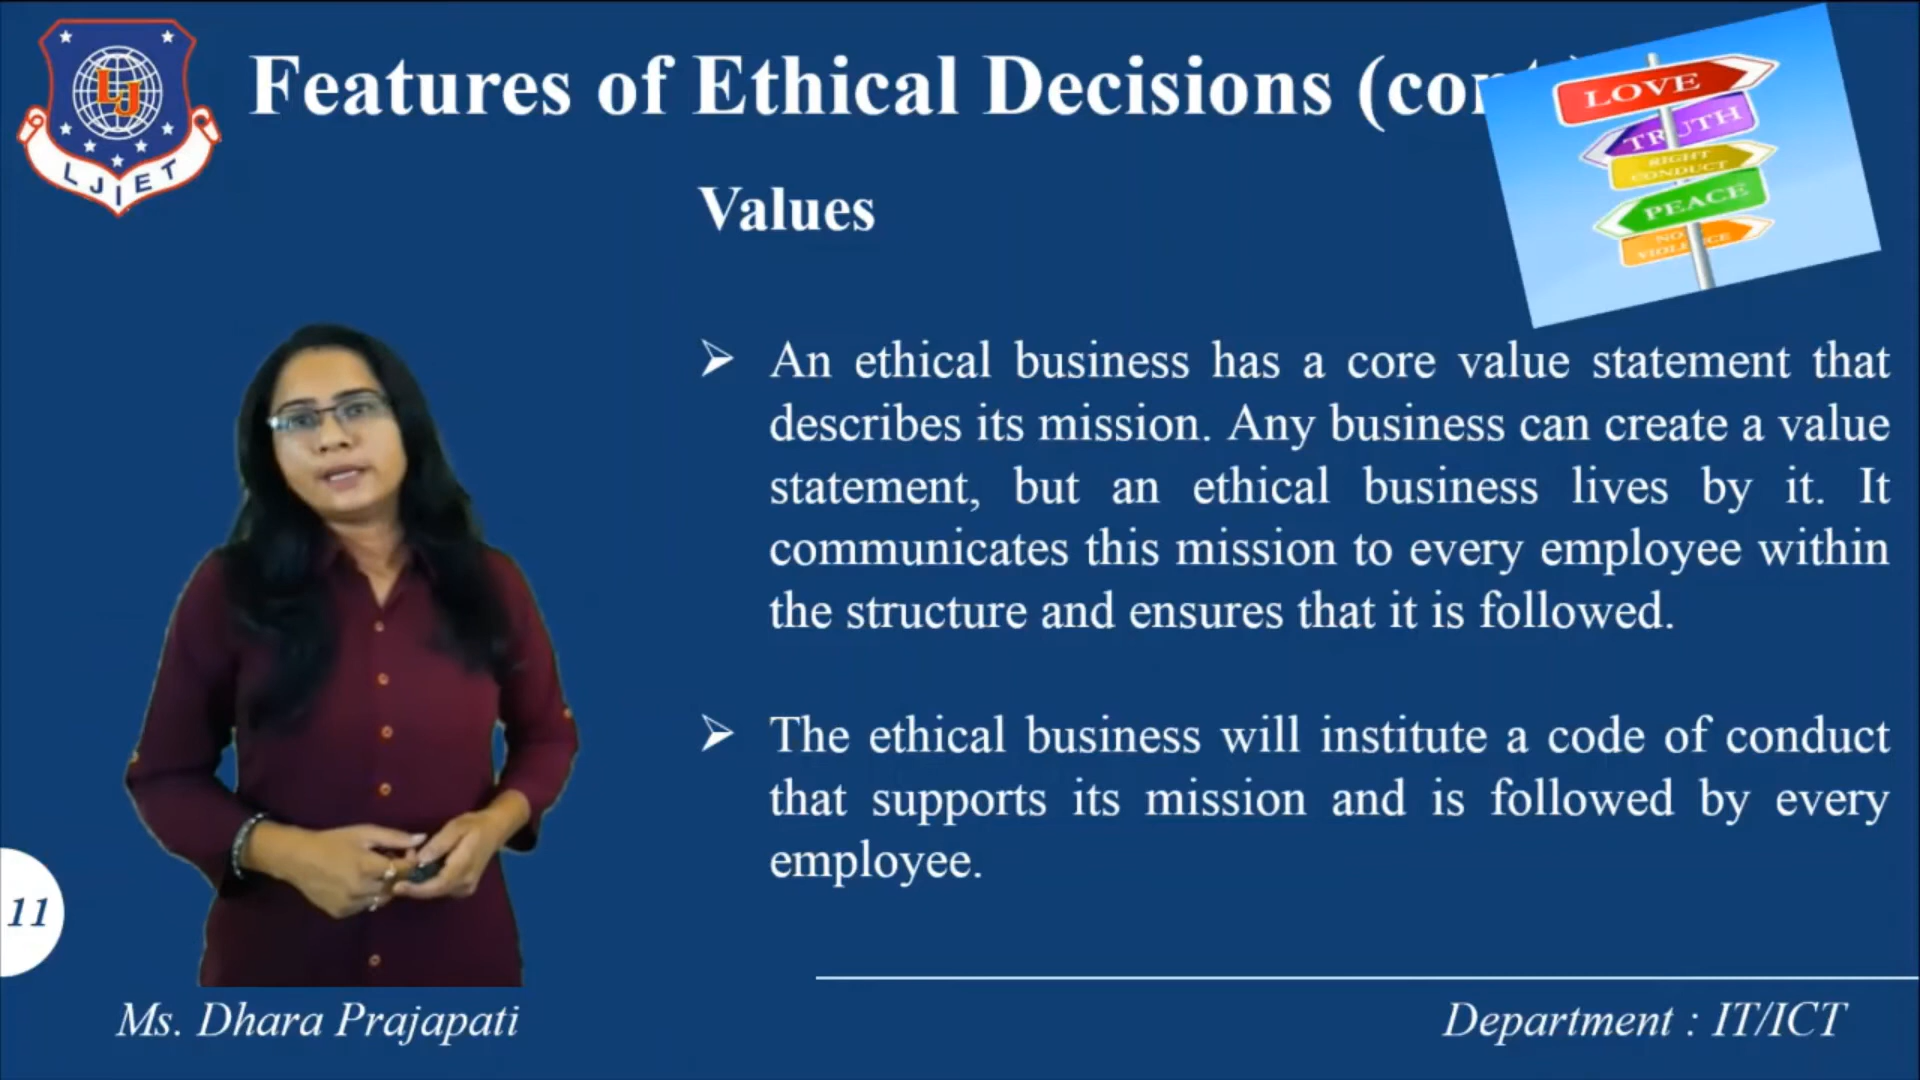 LJ
LJIET
Features of Ethical Decisions (cont
LOVE
TRUTH
RIGHT
CONDUCT
PEACE
Values
➢ An ethical business has a core value statement that
describes its mission. Any business can create a value
statement, but an ethical business lives by it. It
communicates this mission to every employee within
the structure and ensures that it is followed.
➢ The ethical business will institute a code of conduct
that supports its mission and is followed by every
employee.
11
Ms. Dhara Prajapati
Department : IT/ICT